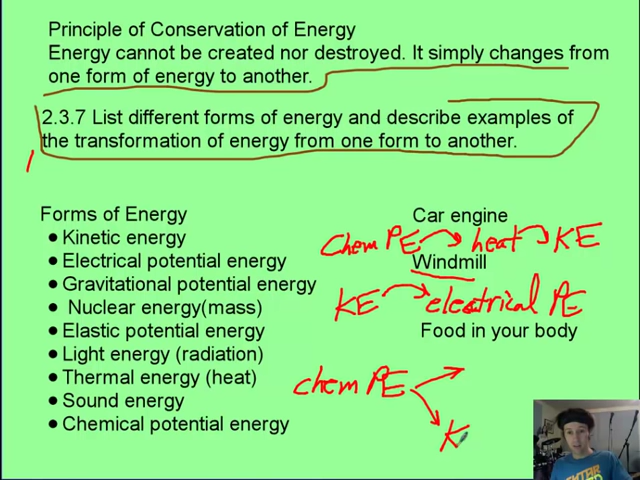 Principle of Conservation of Energy
Energy cannot be created nor destroyed. It simply changes from
one form of energy to another.
2.3.7 List different forms of energy and describe examples of
the transformation of energy from one form to another.
Forms of Energy
• Kinetic energy
• Electrical potential energy
• Gravitational potential energy
• Nuclear energy(mass)
• Elastic potential energy
• Light energy (radiation)
• Thermal energy (heat)
• Sound energy
• Chemical potential energy
Car engine
Chem PE → heat → KE
Windmill
KE → electrical PE
Food in your body
chem PE →
→ K